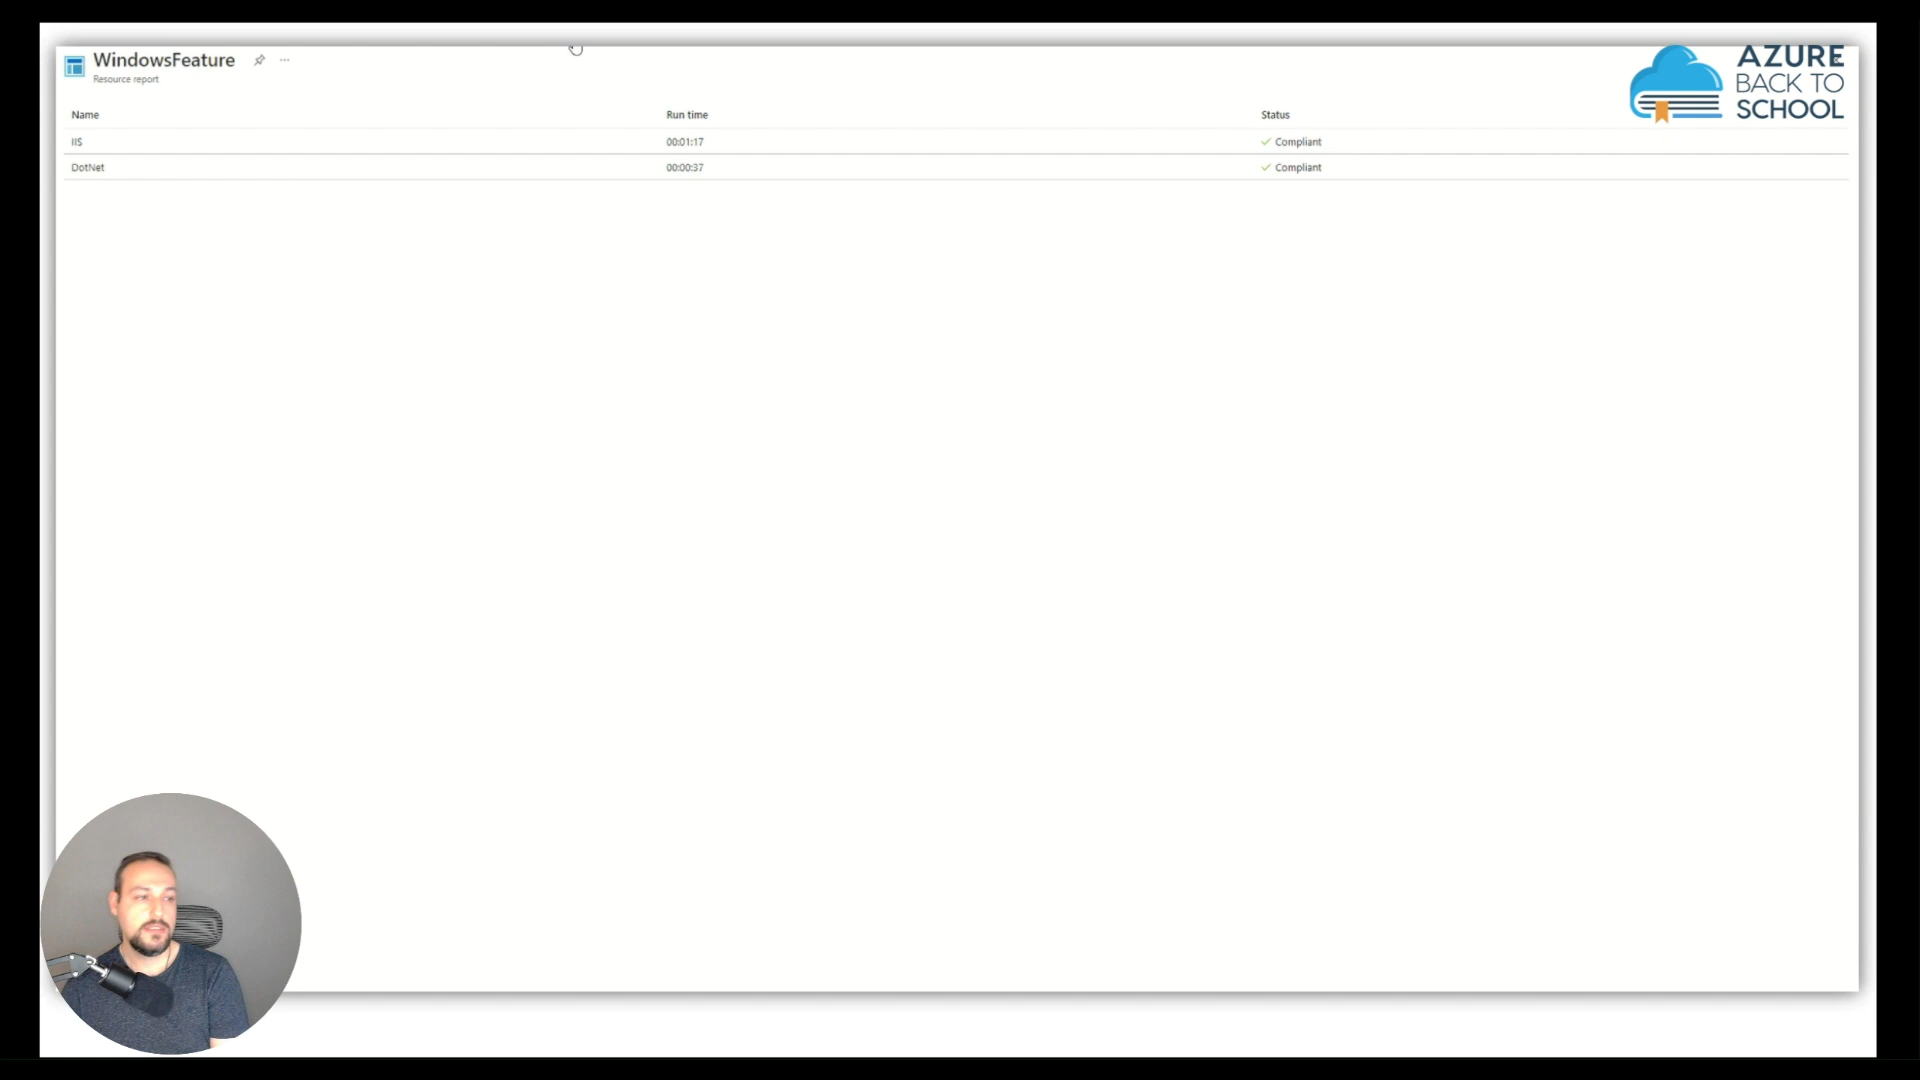 WindowsFeature
Resource report
AZURE
BACK TO
SCHOOL
Name Run time Status
IIS 00:01:17 Compliant
DotNet 00:00:37 Compliant